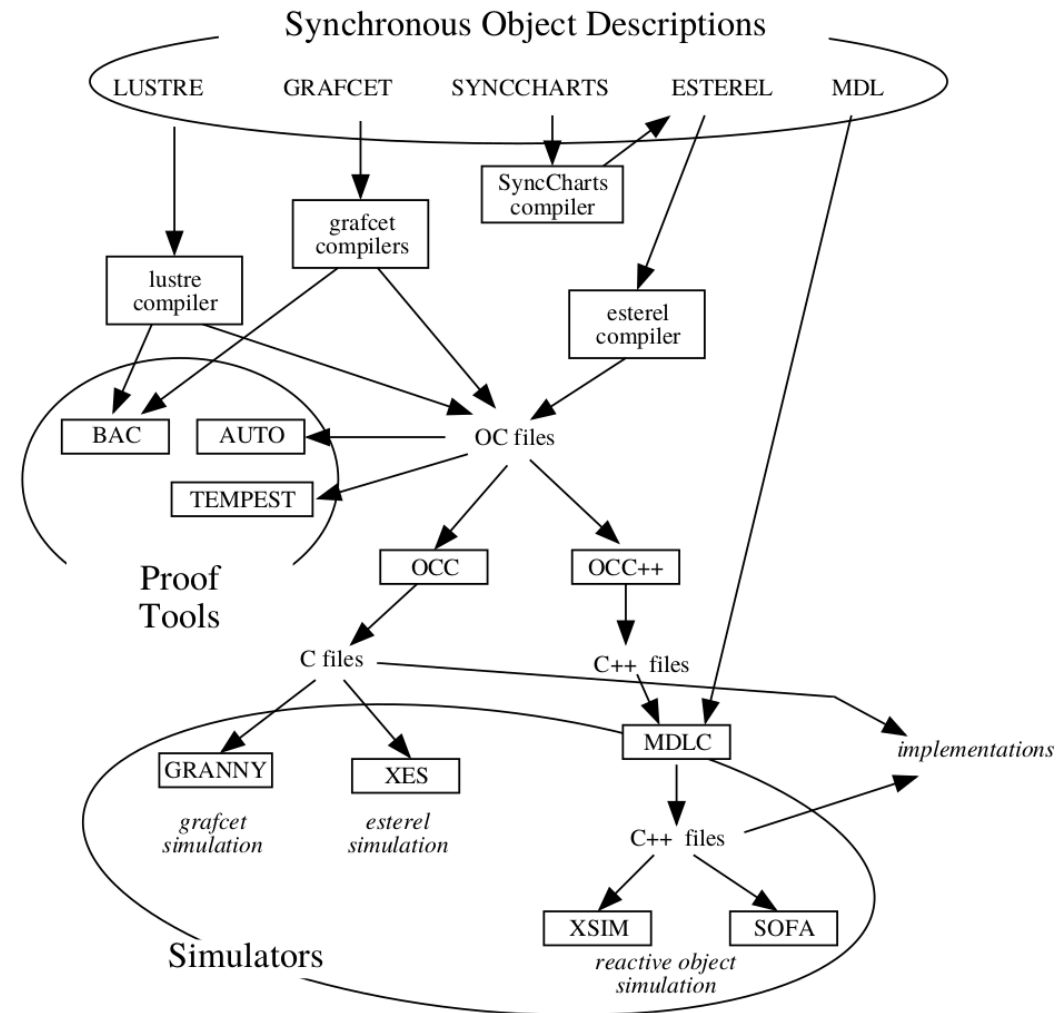 Synchronous Object Descriptions
LUSTRE GRAFCET SYNCCHARTS ESTEREL MDL
SyncCharts
compiler
grafcet
compilers
lustre
compiler
esterel
compiler
BAC AUTO OC files
TEMPEST
OCC OCC++
Proof
Tools
C files C++ files
MDLC
implementations
GRANNY XES
grafcet
simulation
esterel
simulation
C++ files
XSIM SOFA
reactive object
simulation
Simulators